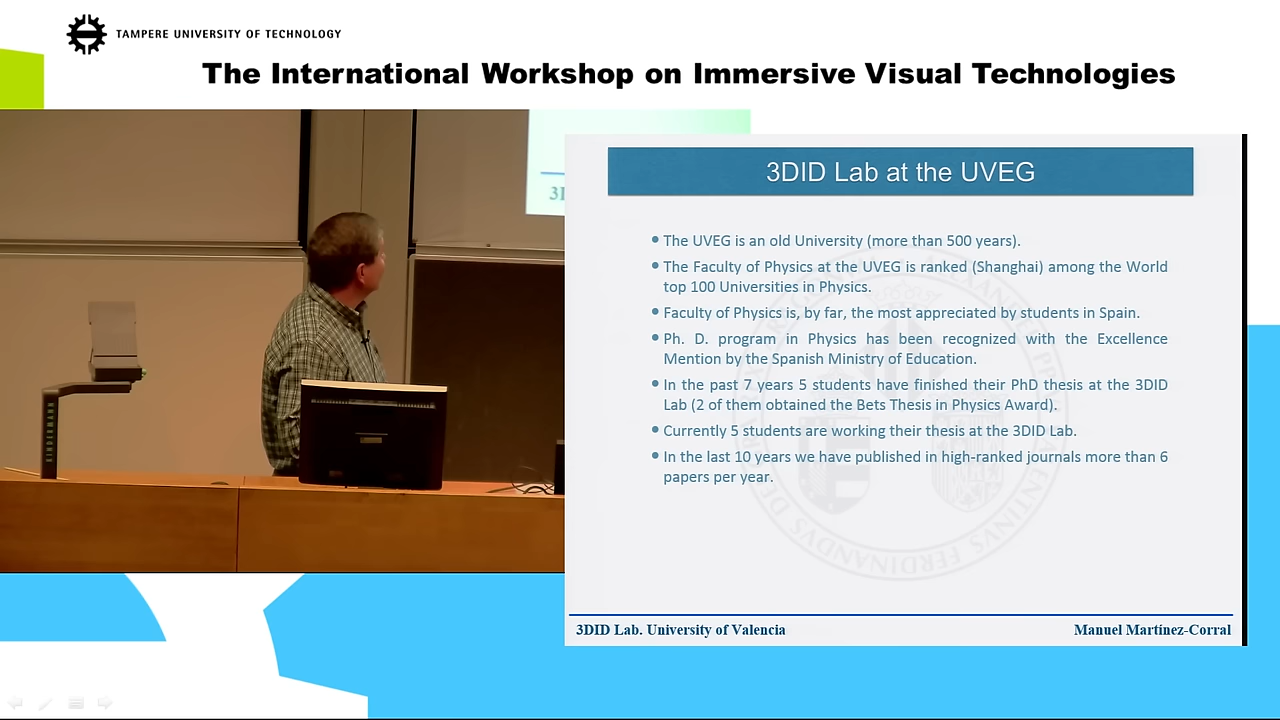 TAMPERE UNIVERSITY OF TECHNOLOGY
The International Workshop on Immersive Visual Technologies
3D
KINDERMANN
3DID Lab at the UVEG
• The UVEG is an old University (more than 500 years).
• The Faculty of Physics at the UVEG is ranked (Shanghai) among the World
top 100 Universities in Physics.
• Faculty of Physics is, by far, the most appreciated by students in Spain.
• Ph. D. program in Physics has been recognized with the Excellence
Mention by the Spanish Ministry of Education.
• In the past 7 years 5 students have finished their PhD thesis at the 3DID
Lab (2 of them obtained the Bets Thesis in Physics Award).
• Currently 5 students are working their thesis at the 3DID Lab.
• In the last 10 years we have published in high-ranked journals more than 6
papers per year.
3DID Lab. University of Valencia
Manuel Martínez-Corral